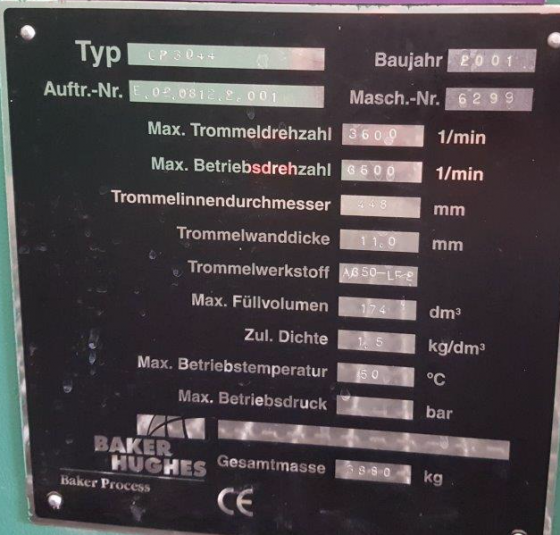 Typ CP 3044 Baujahr 2001
Auftr.-Nr. Masch.-Nr. 6299
Max. Trommeldrehzahl 3600 1/min
Max. Betriebsdrehzahl 1/min
Trommelinnendurchmesser mm
Trommelwanddicke 11.0 mm
Trommelwerkstoff
Max. Füllvolumen 174 dm³
Zul. Dichte kg/dm³
Max. Betriebstemperatur °C
Max. Betriebsdruck bar
BAKER
HUGHES
Gesamtmasse kg
Baker Process
CE